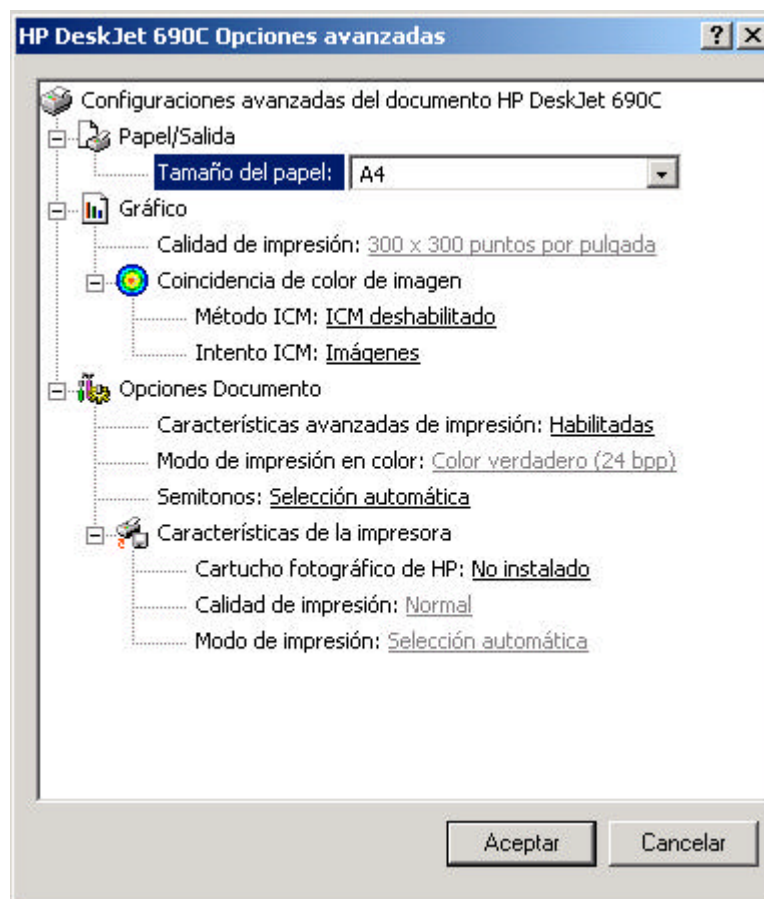 HP DeskJet 690C Opciones avanzadas
Configuraciones avanzadas del documento HP DeskJet 690C
Papel/Salida
Tamaño del papel: A4
Gráfico
Calidad de impresión: 300 x 300 puntos por pulgada
Coincidencia de color de imagen
Método ICM: ICM deshabilitado
Intento ICM: Imágenes
Opciones Documento
Características avanzadas de impresión: Habilitadas
Modo de impresión en color: Color verdadero (24 bpp)
Semitonos: Selección automática
Características de la impresora
Cartucho fotográfico de HP: No instalado
Calidad de impresión: Normal
Modo de impresión: Selección automática
Aceptar Cancelar